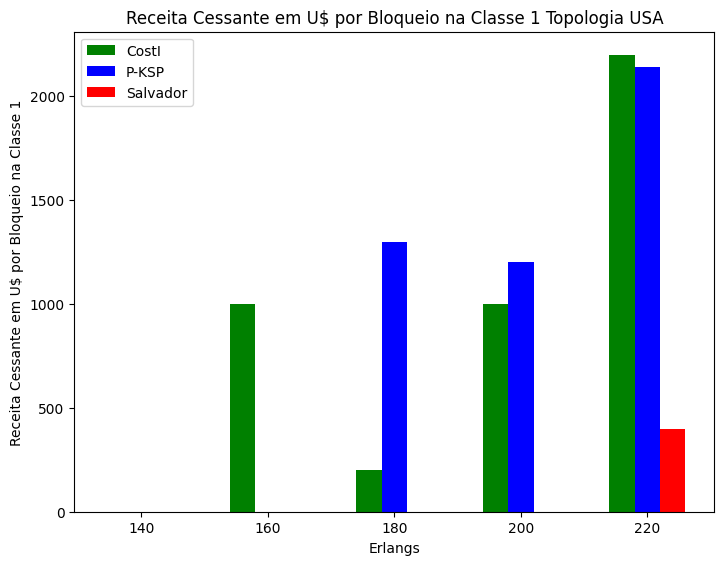 Receita Cessante em U$ por Bloqueio na Classe 1 Topologia USA
CostI
P-KSP
Salvador
Receita Cessante em U$ por Bloqueio na Classe 1
2000
1500
1000
500
0
140 160 180 200 220
Erlangs